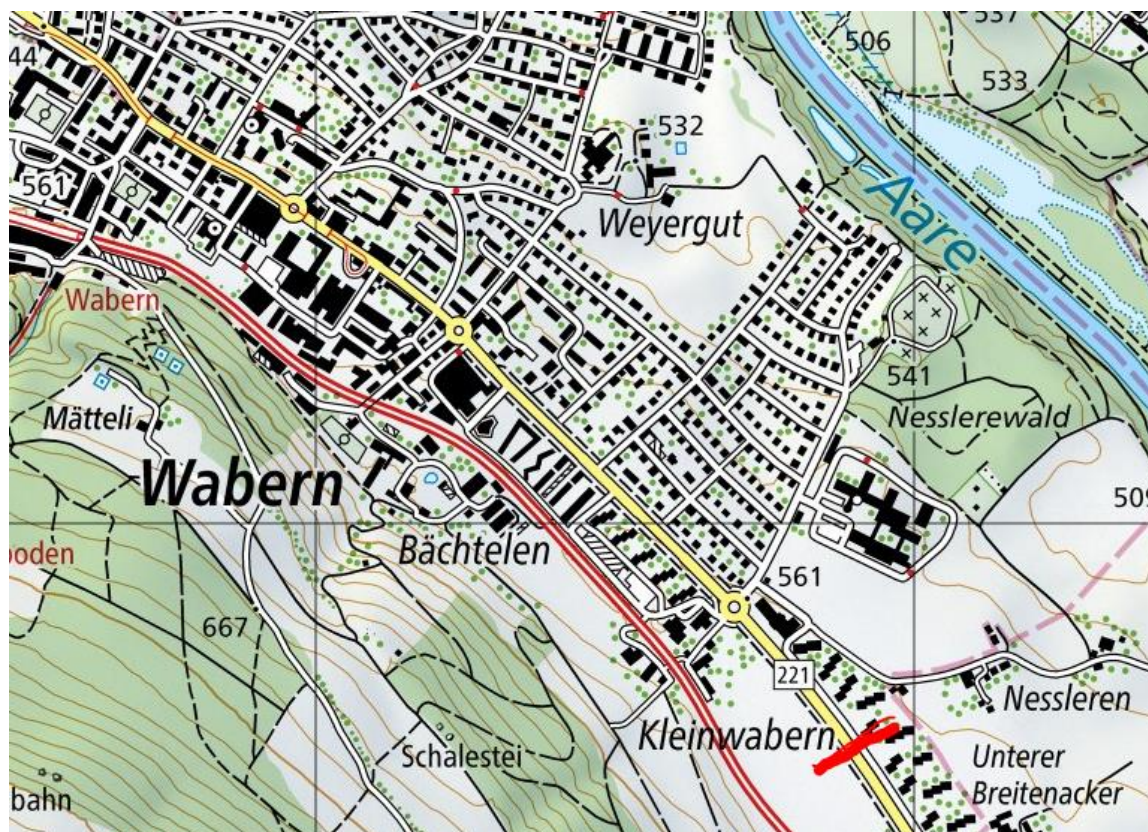 537
506
44
533
532
561
Weyergut
Aare
Wabern
541
Mätteli
Nesslerewald
Wabern
50
Bächtelen
oden
561
667
221
Nessleren
Kleinwabern
Schalestei
Unterer
Breitenacker
bahn